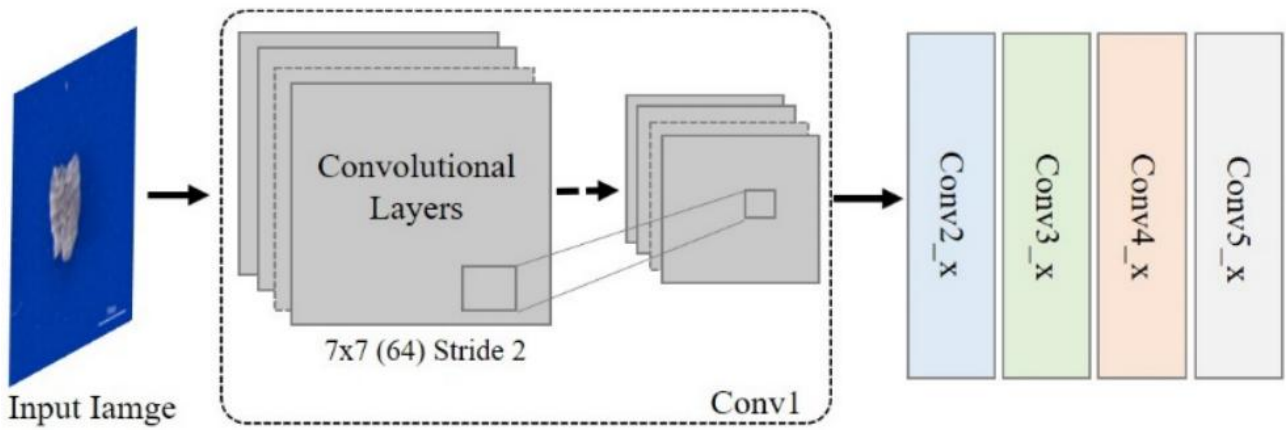 Convolutional
Layers
7x7 (64) Stride 2
Input Iamge
Conv1
Conv2_x
Conv3_x
Conv4_x
Conv5_x